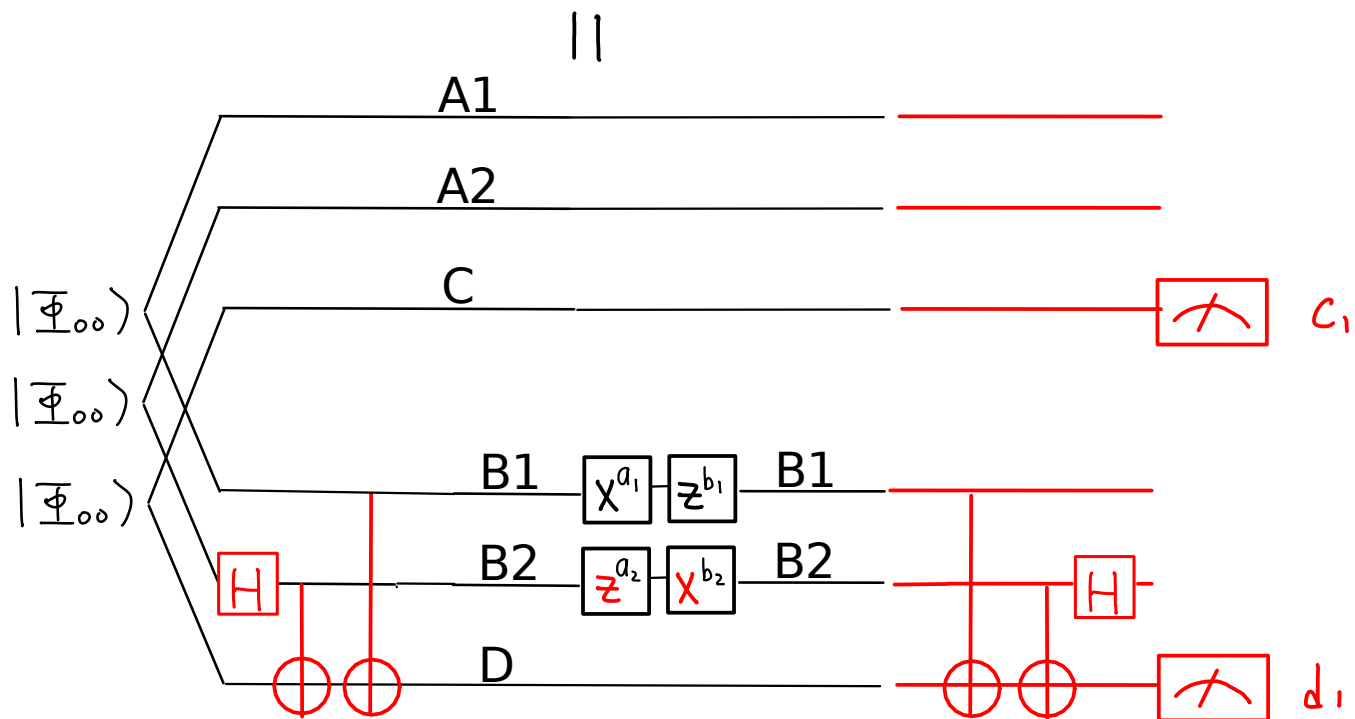 ||
A1
A2
C
|Φ₀₀⟩
c₁
|Φ₀₀⟩
B1 X^a₁ Z^b₁ B1
|Φ₀₀⟩
H B2 Z^a₂ X^b₂ B2 H
D
d₁